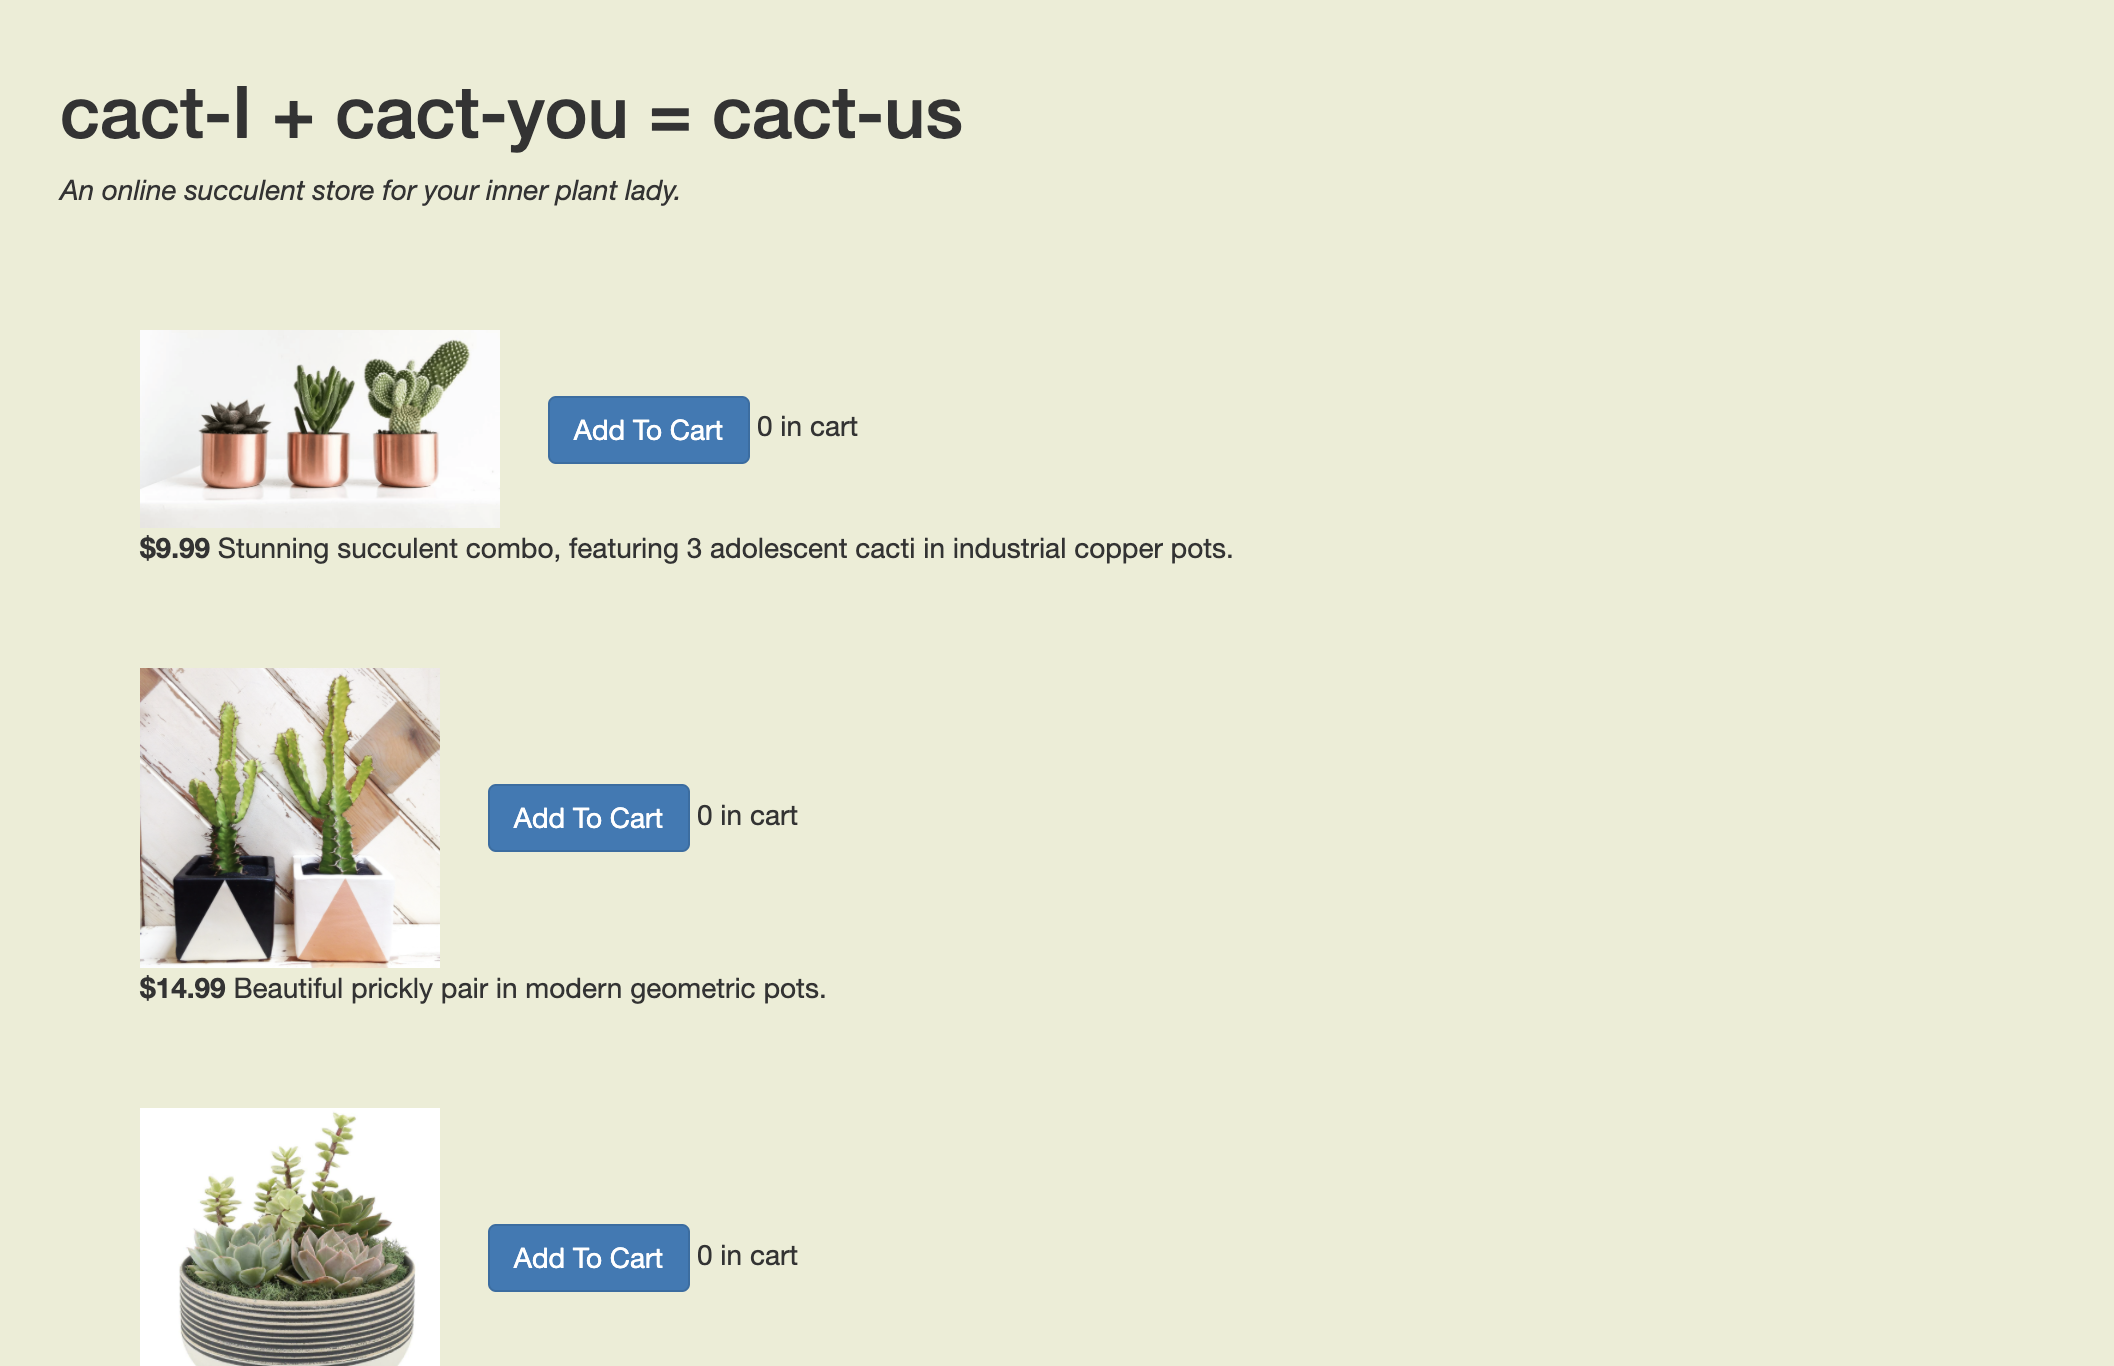 cact-I + cact-you = cact-us
An online succulent store for your inner plant lady.
Add To Cart 0 in cart
$9.99 Stunning succulent combo, featuring 3 adolescent cacti in industrial copper pots.
Add To Cart 0 in cart
$14.99 Beautiful prickly pair in modern geometric pots.
Add To Cart 0 in cart